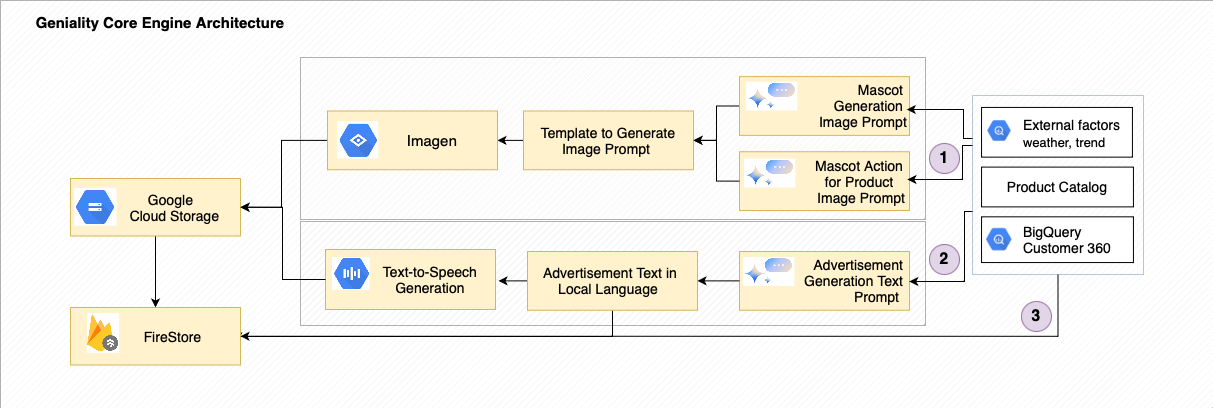 Geniality Core Engine Architecture
Mascot
Generation
Image Prompt
Imagen
Template to Generate
Image Prompt
External factors
weather, trend
1
Mascot Action
for Product
Image Prompt
Product Catalog
Google
Cloud Storage
BigQuery
Customer 360
2
Text-to-Speech
Generation
Advertisement Text in
Local Language
Advertisement
Generation Text
Prompt
3
FireStore